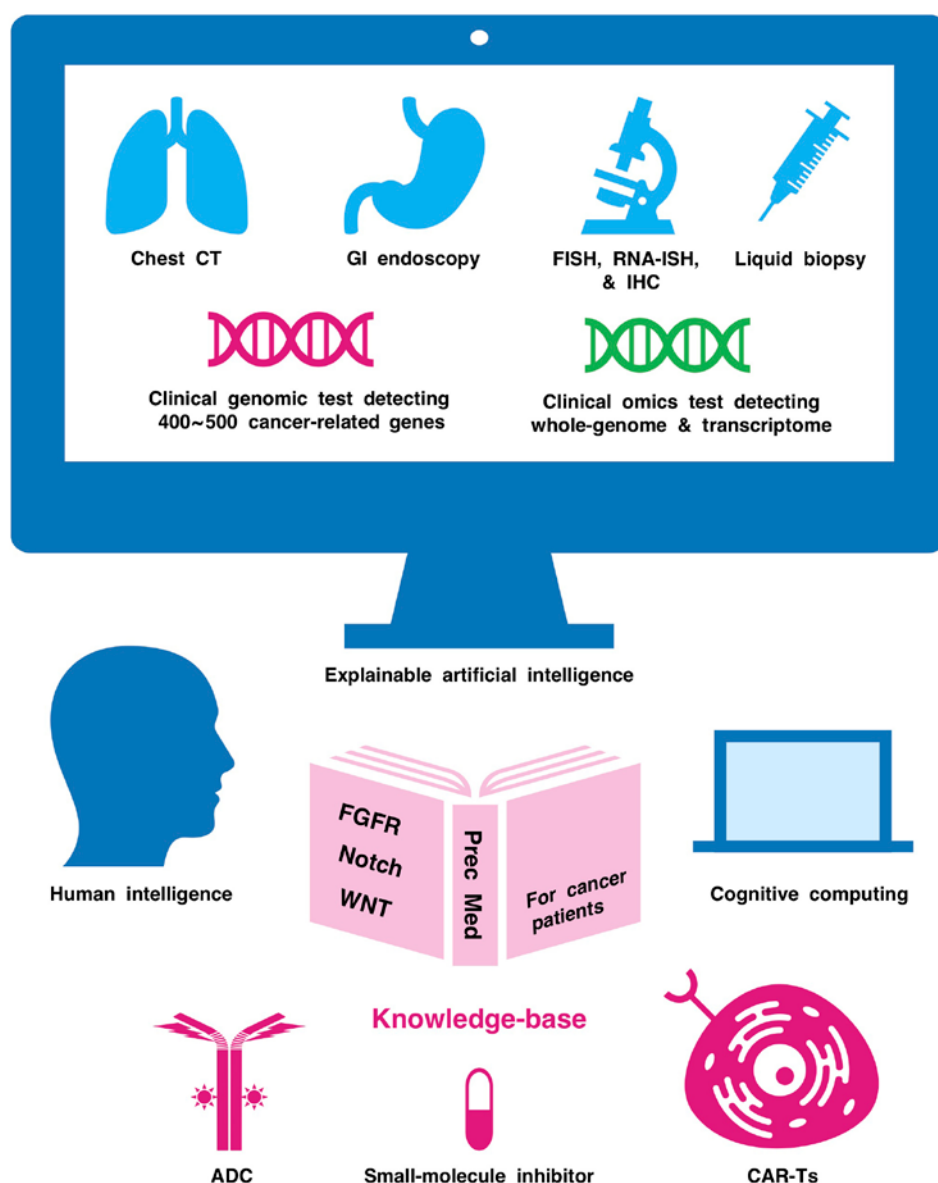 Chest CT
GI endoscopy
FISH, RNA-ISH,
& IHC
Liquid biopsy
Clinical genomic test detecting
400~500 cancer-related genes
Clinical omics test detecting
whole-genome & transcriptome
Explainable artificial intelligence
Human intelligence
FGFR
Notch
WNT
Prec Med
For cancer
patients
Cognitive computing
Knowledge-base
ADC
Small-molecule inhibitor
CAR-Ts